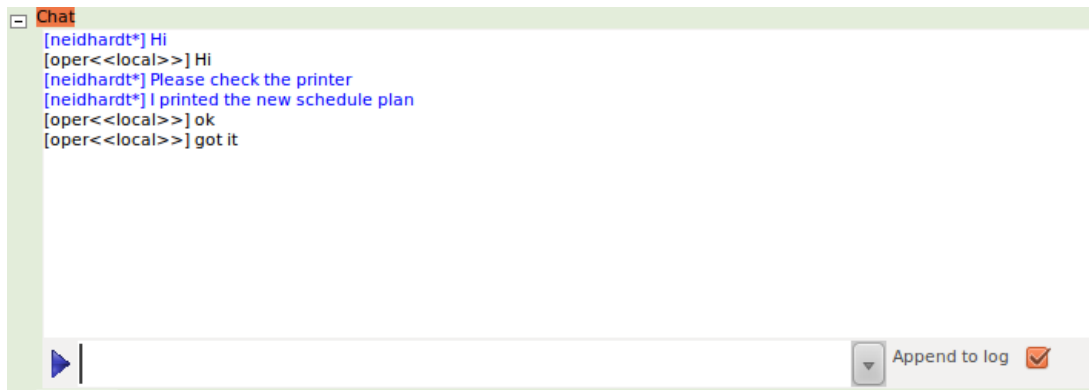 Chat
[neidhardt*] Hi
[oper<<local>>] Hi
[neidhardt*] Please check the printer
[neidhardt*] I printed the new schedule plan
[oper<<local>>] ok
[oper<<local>>] got it
Append to log